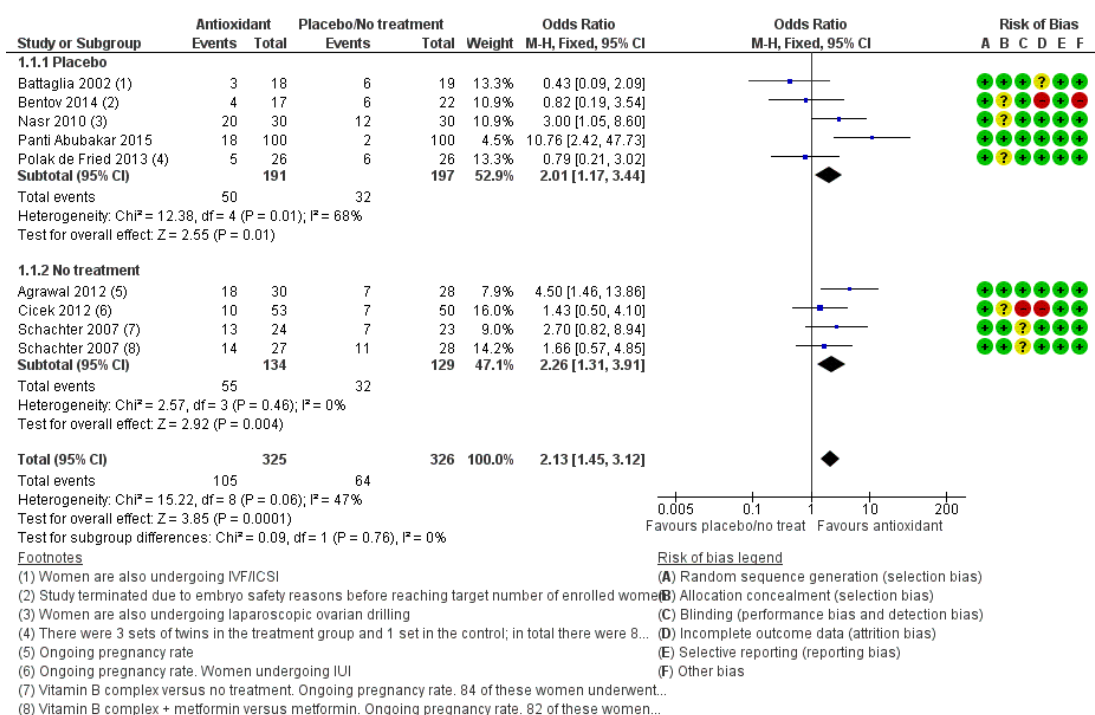 Antioxidant Placebo/No treatment Odds Ratio Odds Ratio Risk of Bias
Study or Subgroup Events Total Events Total Weight M-H, Fixed, 95% CI M-H, Fixed, 95% CI A B C D E F
1.1.1 Placebo
Battaglia 2002 (1) 3 18 6 19 13.3% 0.43 [0.09, 2.09] + + + ? + +
Bentov 2014 (2) 4 17 6 22 10.9% 0.82 [0.19, 3.54] + ? + - + -
Nasr 2010 (3) 20 30 12 30 10.9% 3.00 [1.05, 8.60] + ? + + + +
Panti Abubakar 2015 18 100 2 100 4.5% 10.76 [2.42, 47.73] + + + + + +
Polak de Fried 2013 (4) 5 26 6 26 13.3% 0.79 [0.21, 3.02] + ? + + + +
Subtotal (95% CI) 191 197 52.9% 2.01 [1.17, 3.44]
Total events 50 32
Heterogeneity: Chi² = 12.38, df = 4 (P = 0.01); I² = 68%
Test for overall effect: Z = 2.55 (P = 0.01)
1.1.2 No treatment
Agrawal 2012 (5) 18 30 7 28 7.9% 4.50 [1.46, 13.86] + + + + + +
Cicek 2012 (6) 10 53 7 50 16.0% 1.43 [0.50, 4.10] + ? - - + +
Schachter 2007 (7) 13 24 7 23 9.0% 2.70 [0.82, 8.94] + + ? + + +
Schachter 2007 (8) 14 27 11 28 14.2% 1.66 [0.57, 4.85] + + ? + + +
Subtotal (95% CI) 134 129 47.1% 2.26 [1.31, 3.91]
Total events 55 32
Heterogeneity: Chi² = 2.57, df = 3 (P = 0.46); I² = 0%
Test for overall effect: Z = 2.92 (P = 0.004)
Total (95% CI) 325 326 100.0% 2.13 [1.45, 3.12]
Total events 105 64
Heterogeneity: Chi² = 15.22, df = 8 (P = 0.06); I² = 47%
Test for overall effect: Z = 3.85 (P = 0.0001)
Test for subgroup differences: Chi² = 0.09, df = 1 (P = 0.76), I² = 0%
0.005 0.1 1 10 200
Favours placebo/no treat Favours antioxidant
Footnotes
(1) Women are also undergoing IVF/ICSI
(2) Study terminated due to embryo safety reasons before reaching target number of enrolled
(3) Women are also undergoing laparoscopic ovarian drilling
(4) There were 3 sets of twins in the treatment group and 1 set in the control; in total there were 8...
(5) Ongoing pregnancy rate
(6) Ongoing pregnancy rate. Women undergoing IUI
(7) Vitamin B complex versus no treatment. Ongoing pregnancy rate. 84 of these women underwent...
(8) Vitamin B complex + metformin versus metformin. Ongoing pregnancy rate. 82 of these women...
Risk of bias legend
(A) Random sequence generation (selection bias)
(B) Allocation concealment (selection bias)
(C) Blinding (performance bias and detection bias)
(D) Incomplete outcome data (attrition bias)
(E) Selective reporting (reporting bias)
(F) Other bias